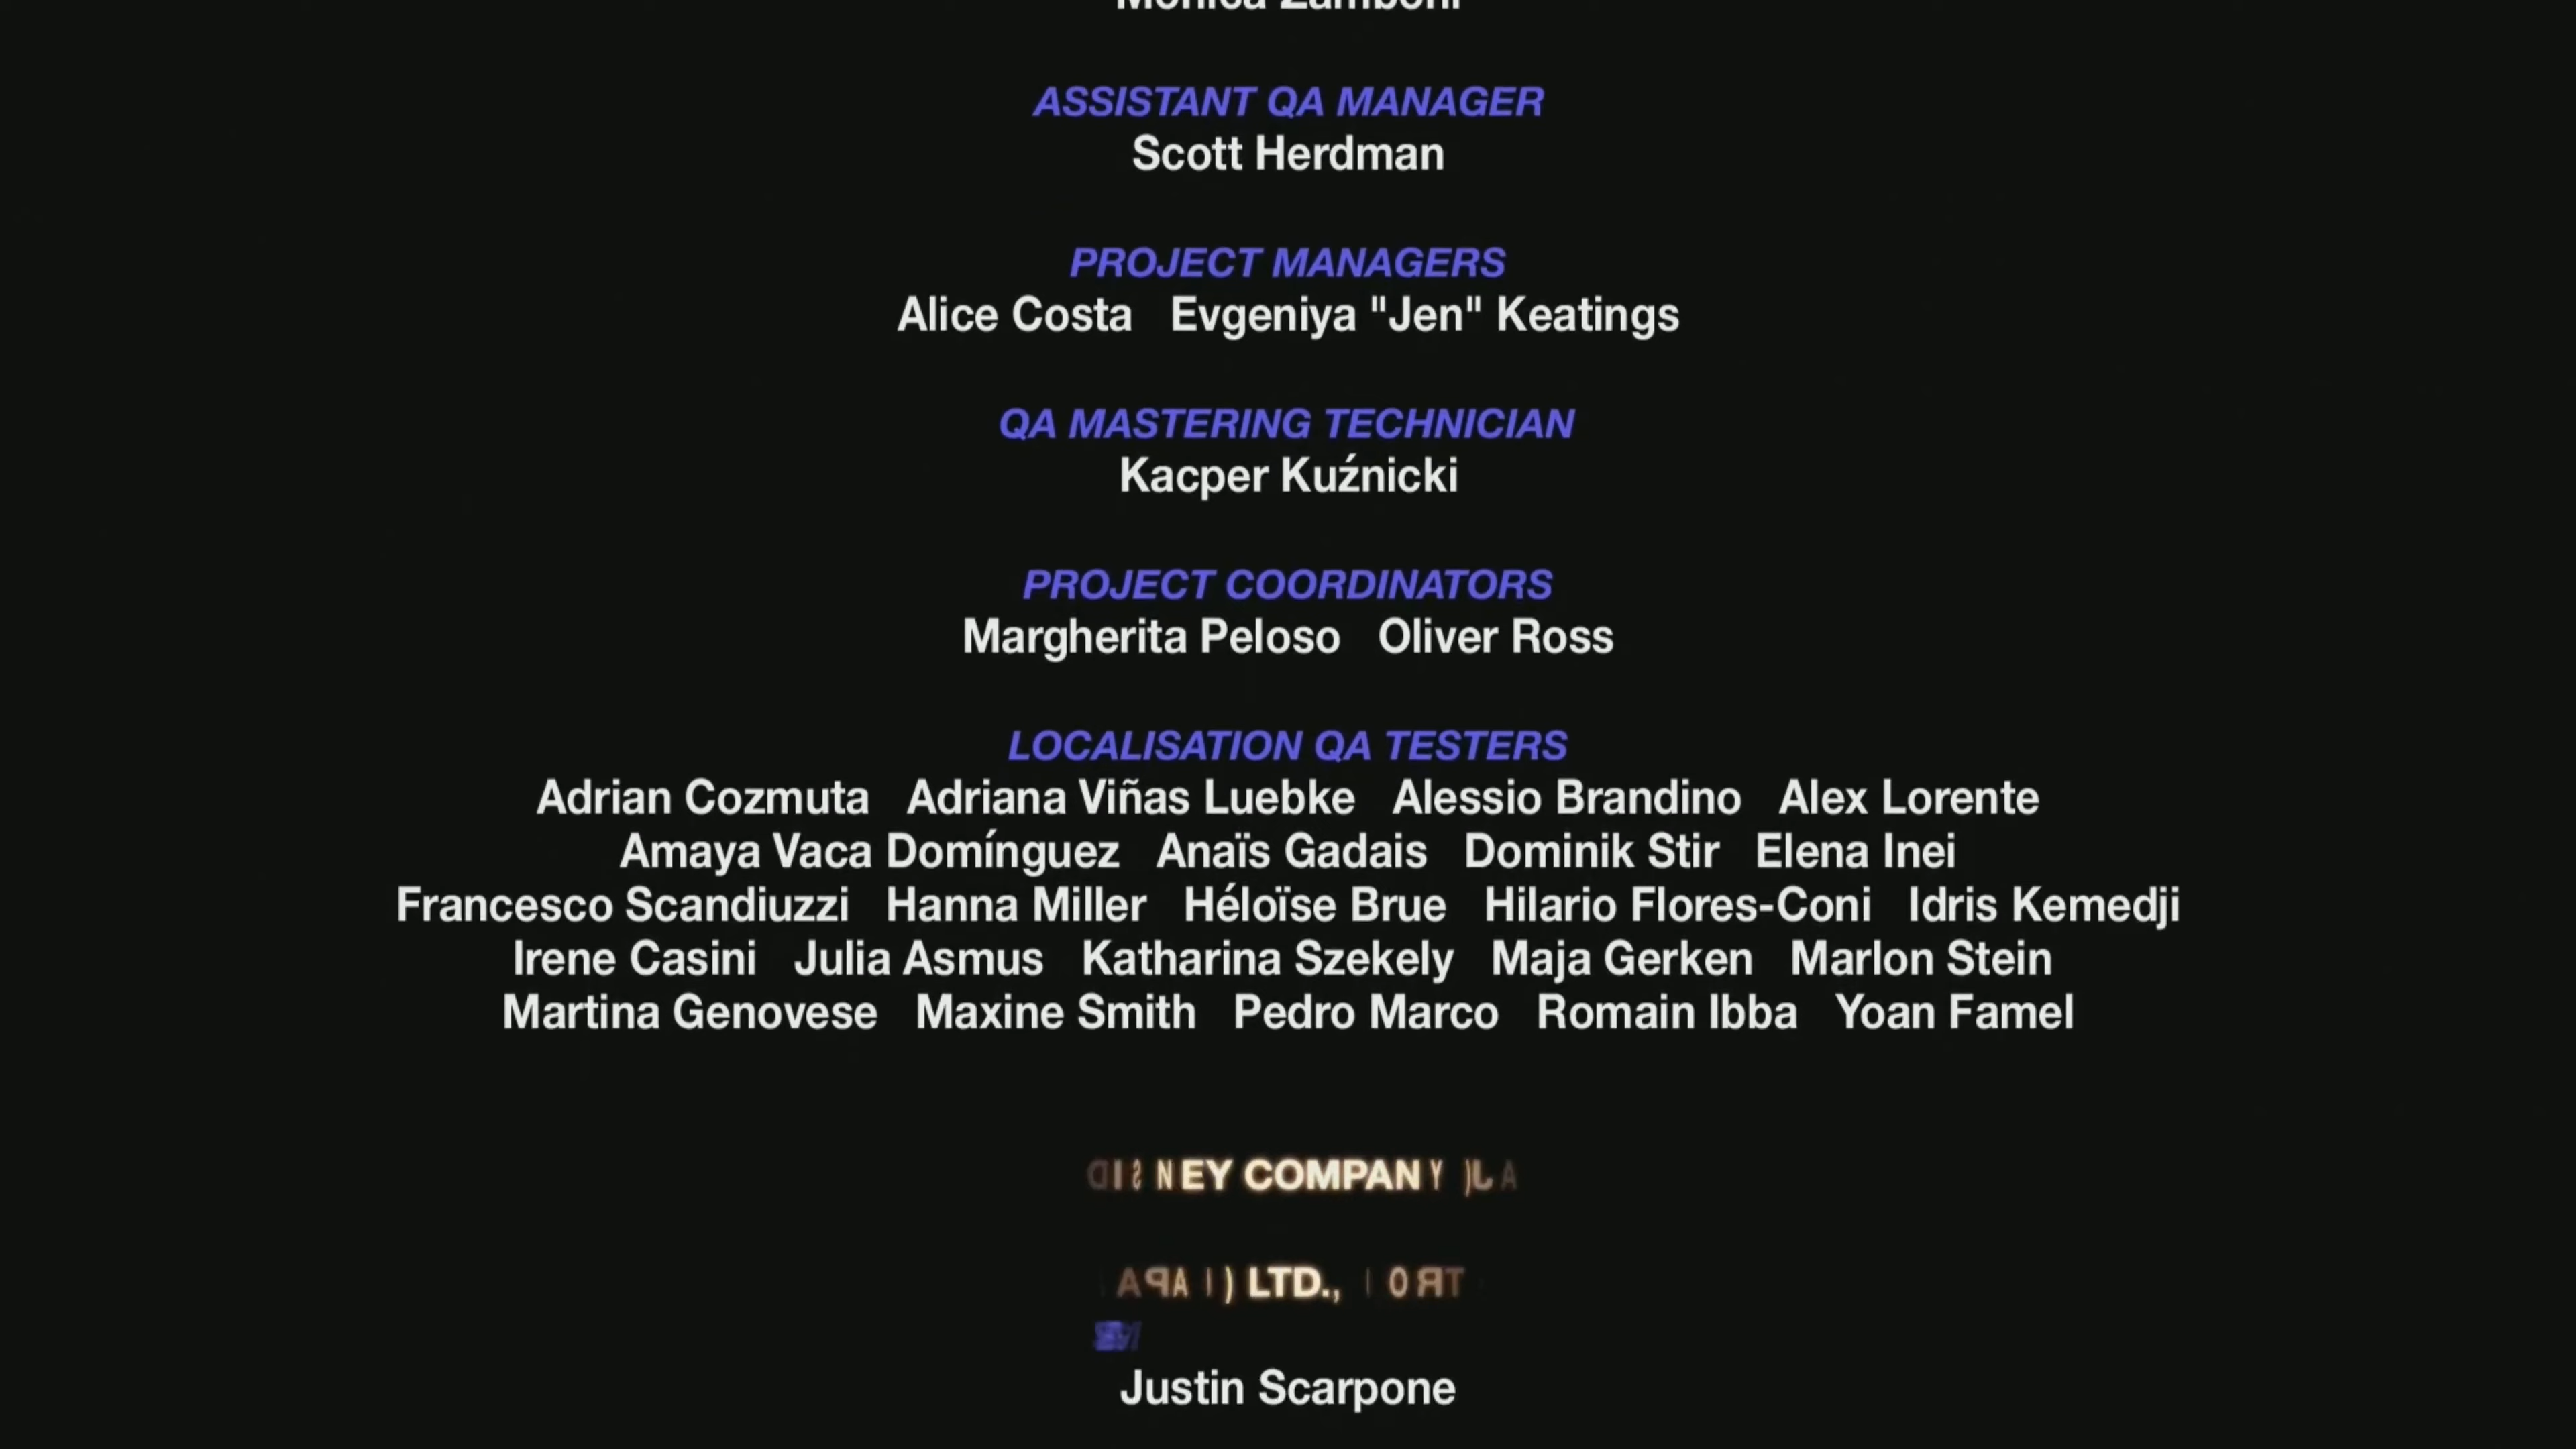 ASSISTANT QA MANAGER
Scott Herdman
PROJECT MANAGERS
Alice Costa Evgeniya "Jen" Keatings
QA MASTERING TECHNICIAN
Kacper Kuźnicki
PROJECT COORDINATORS
Margherita Peloso Oliver Ross
LOCALISATION QA TESTERS
Adrian Cozmuta Adriana Viñas Luebke Alessio Brandino Alex Lorente
Amaya Vaca Domínguez Anaïs Gadais Dominik Stir Elena Inei
Francesco Scandiuzzi Hanna Miller Héloïse Brue Hilario Flores-Coni Idris Kemedji
Irene Casini Julia Asmus Katharina Szekely Maja Gerken Marlon Stein
Martina Genovese Maxine Smith Pedro Marco Romain Ibba Yoan Famel
DISNEY COMPANY
LTD.,
Justin Scarpone